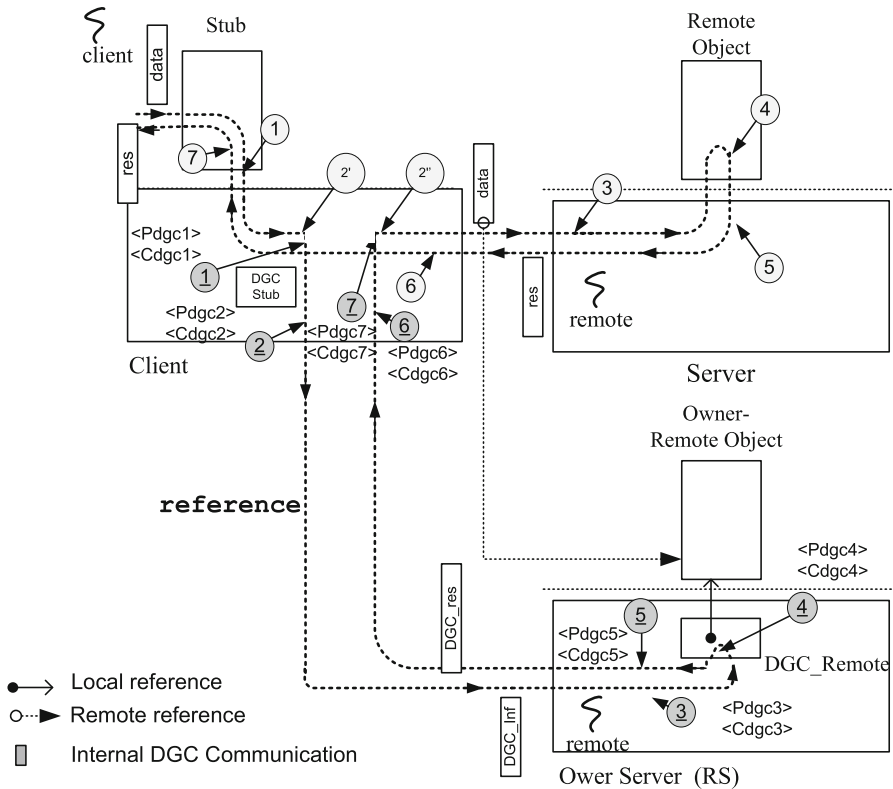 Stub
client
data
Remote
Object
1
4
7
res
2'
2''
data
3
<Pdgc1>
<Cdgc1>
1
DGC
Stub
7
6
6
res
remote
5
<Pdgc2>
<Cdgc2>
2
<Pdgc7>
<Cdgc7>
<Pdgc6>
<Cdgc6>
Client
Server
Owner-
Remote Object
reference
<Pdgc4>
<Cdgc4>
DGC_res
5
4
<Pdgc5>
<Cdgc5>
DGC_Remote
Local reference
Remote reference
Internal DGC Communication
DGC_Inf
remote
3
<Pdgc3>
<Cdgc3>
Ower Server (RS)